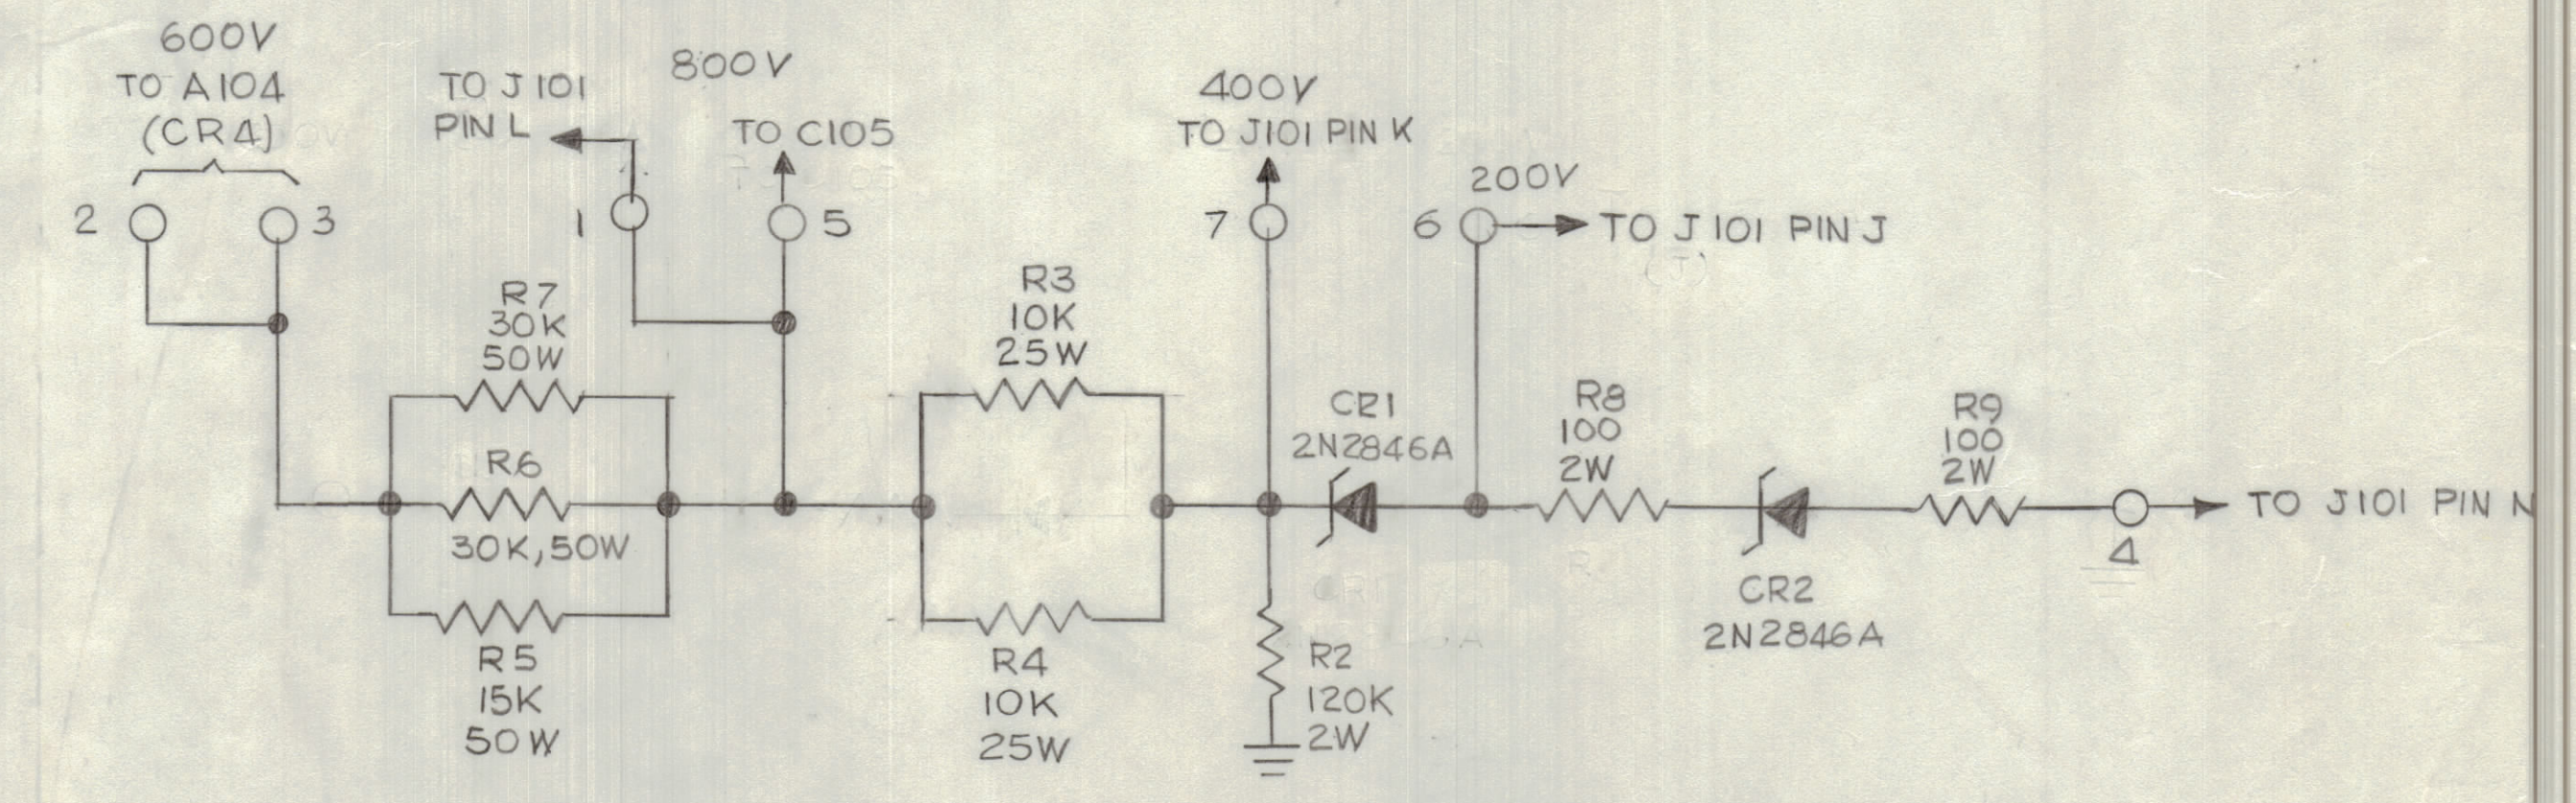 600V
TO A104
(CR4)
2
3
TO J101
PIN L
800V
TO C105
1
5
400V
TO J101 PIN K
7
200V
6
TO J101 PIN J
R7
30K
50W
R6
30K, 50W
R5
15K
50W
R3
10K
25W
R4
10K
25W
CR1
2N2846A
R2
120K
2W
R8
100
2W
CR2
2N2846A
R9
100
2W
4
TO J101 PIN N